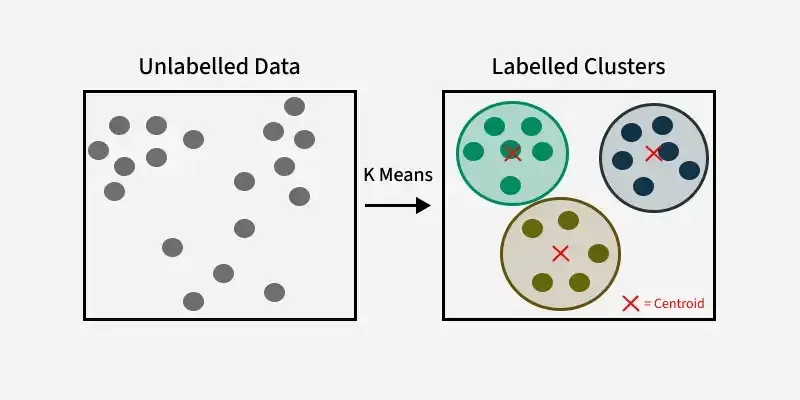 Unlabelled Data
Labelled Clusters
K Means
= Centroid